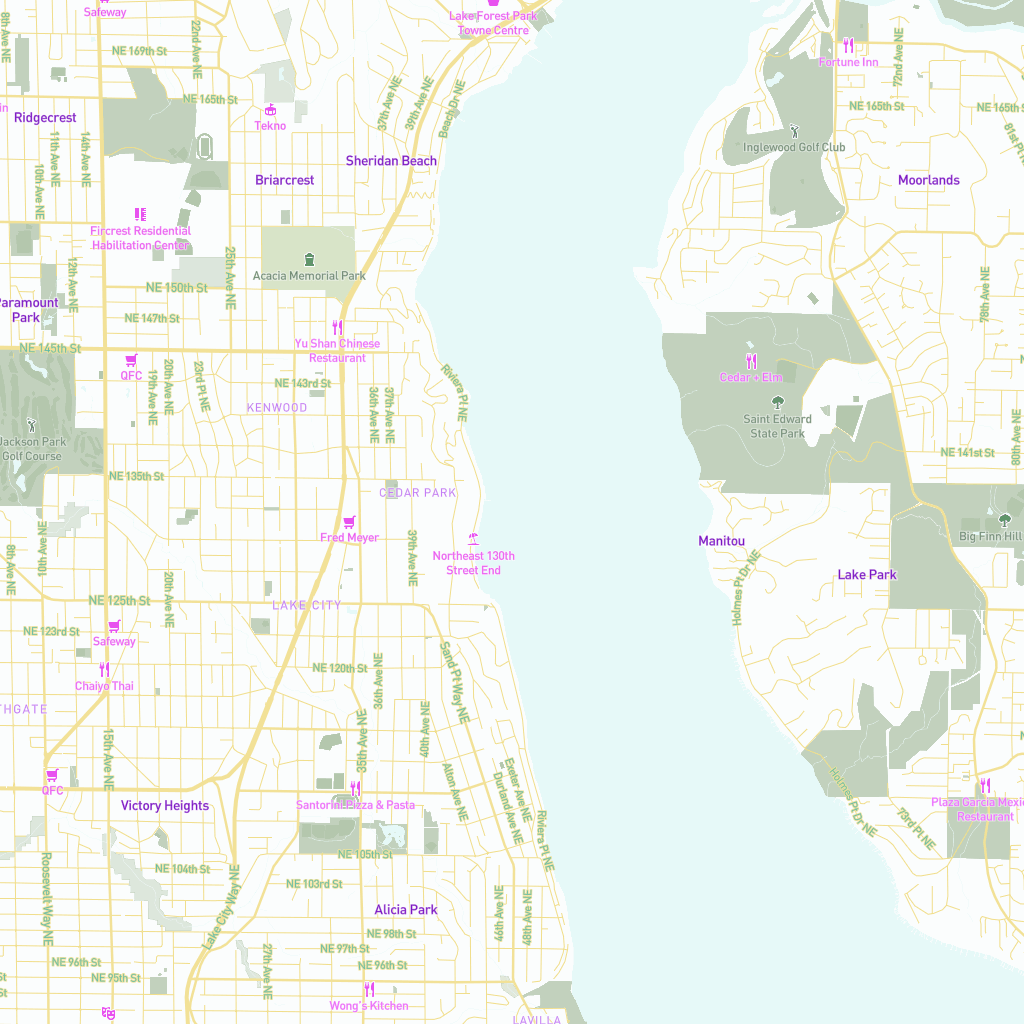 Safeway
8th Ave NE
22nd Ave NE
NE 169th St
Lake Forest Park
Towne Centre
Fortune Inn
72nd Ave NE
NE 165th St
37th Ave NE
39th Ave NE
Beach Dr NE
NE 165th St
NE 165th St
Ridgecrest
Tekno
81st Pl N
11th Ave NE
14th Ave NE
Inglewood Golf Club
Sheridan Beach
Briarcrest
Moorlands
10th Ave NE
Fircrest Residential
Habilitation Center
25th Ave NE
12th Ave NE
Acacia Memorial Park
78th Ave NE
NE 150th St
Paramount
Park
NE 147th St
Yu Shan Chinese
Restaurant
NE 145th St
QFC
Cedar + Elm
19th Ave NE
20th Ave NE
23rd Pl NE
NE 143rd St
36th Ave NE
37th Ave NE
Riviera Pl NE
KENWOOD
Saint Edward
State Park
80th Ave NE
Jackson Park
Golf Course
NE 141st St
NE 135th St
CEDAR PARK
Fred Meyer
Big Finn Hill
10th Ave NE
39th Ave NE
Northeast 130th
Street End
Manitou
8th Ave NE
20th Ave NE
Holmes Pt Dr NE
Lake Park
NE 125th St
LAKE CITY
NE 123rd St
Safeway
Chaiyo Thai
NE 120th St
36th Ave NE
Sand Pt Way NE
THGATE
15th Ave NE
35th Ave NE
40th Ave NE
QFC
Alton Ave NE
Exeter Ave NE
Durland Ave NE
Holmes Pt Dr NE
Victory Heights
Santorini Pizza & Pasta
Plaza Garcia Mexic
Restaurant
Riviera Pl NE
73rd Pl NE
NE 105th St
NE 104th St
Roosevelt Way NE
NE 103rd St
Lake City Way NE
Alicia Park
46th Ave NE
48th Ave NE
NE 98th St
NE 97th St
27th Ave NE
NE 96th St
NE 96th St
NE 95th St
Wong's Kitchen
LAVILLA